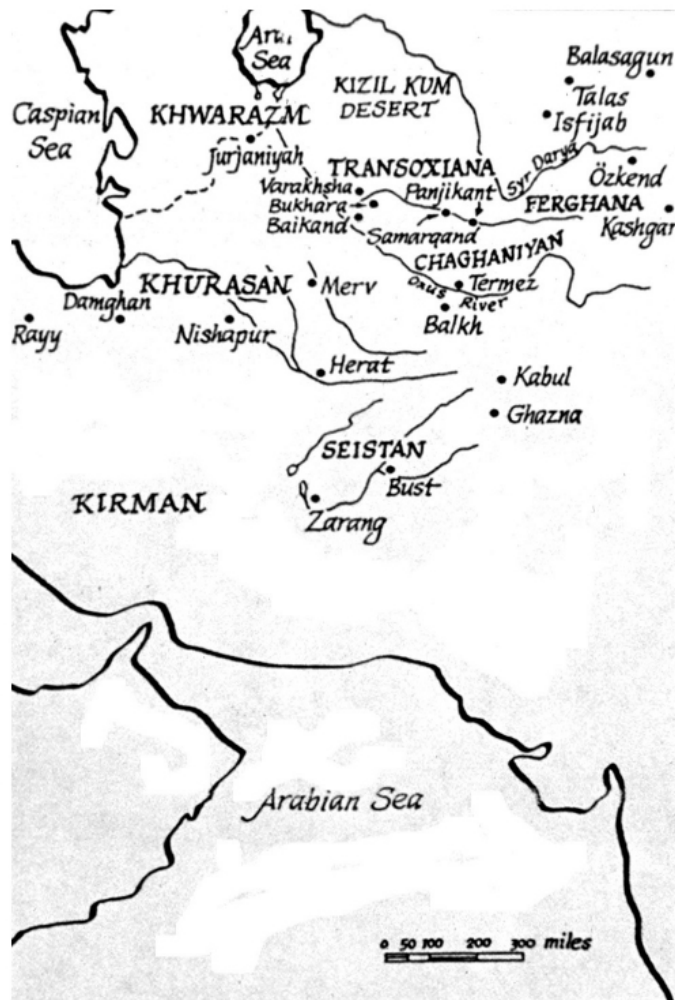 Aral
Sea
Balasagun
KIZIL KUM
DESERT
Talas
Isfijab
Caspian
Sea
KHWARAZM
Jurjaniyah
TRANSOXIANA
Syr Darya
Özkend
Varakhsha
Panjikant
Bukhara
FERGHANA
Baikand
Samarqand
Kashgar
CHAGHANIYAN
KHURASAN
Merv
Oxus
River
Termez
Damghan
Balkh
Rayy
Nishapur
Herat
Kabul
Ghazna
SEISTAN
Bust
KIRMAN
Zarang
Arabian Sea
0 50 100 200 300 miles